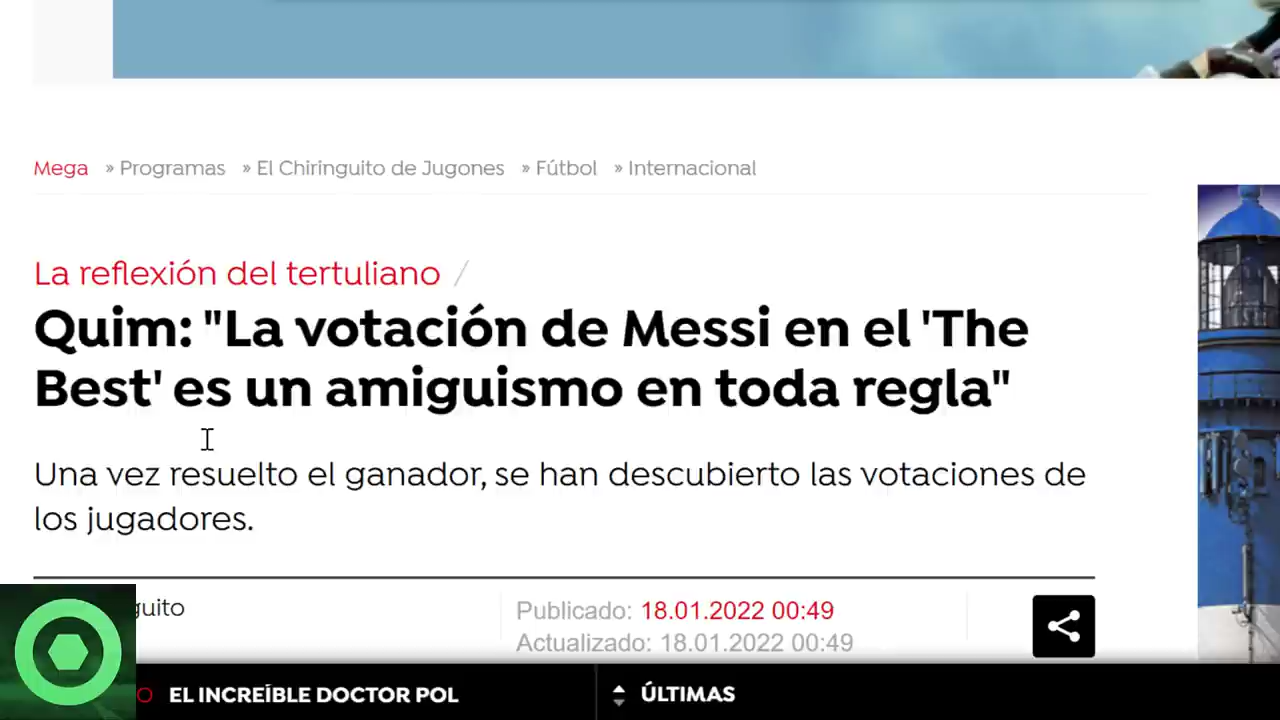 Mega » Programas » El Chiringuito de Jugones » Fútbol » Internacional
La reflexión del tertuliano /
Quim: "La votación de Messi en el 'The
Best' es un amiguismo en toda regla"
Una vez resuelto el ganador, se han descubierto las votaciones de
los jugadores.
guito
Publicado: 18.01.2022 00:49
Actualizado: 18.01.2022 00:49
O EL INCREÍBLE DOCTOR POL
ÚLTIMAS